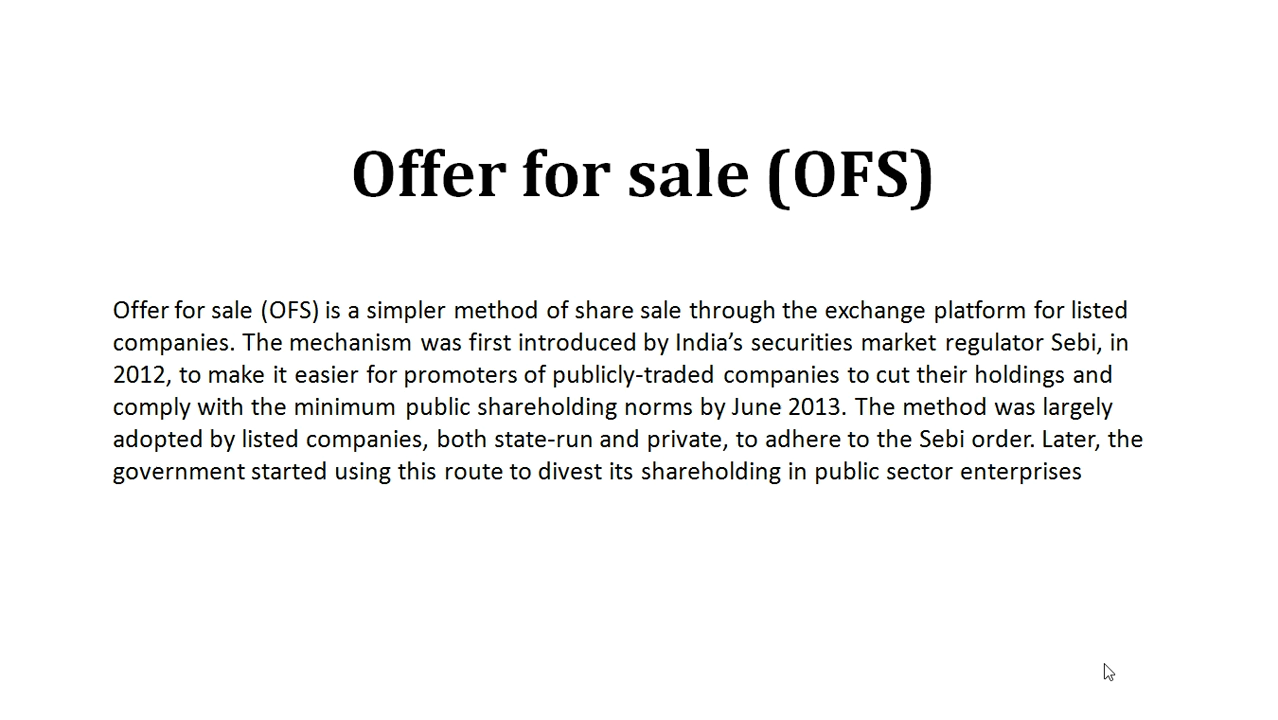 Offer for sale (OFS)
Offer for sale (OFS) is a simpler method of share sale through the exchange platform for listed
companies. The mechanism was first introduced by India’s securities market regulator Sebi, in
2012, to make it easier for promoters of publicly-traded companies to cut their holdings and
comply with the minimum public shareholding norms by June 2013. The method was largely
adopted by listed companies, both state-run and private, to adhere to the Sebi order. Later, the
government started using this route to divest its shareholding in public sector enterprises